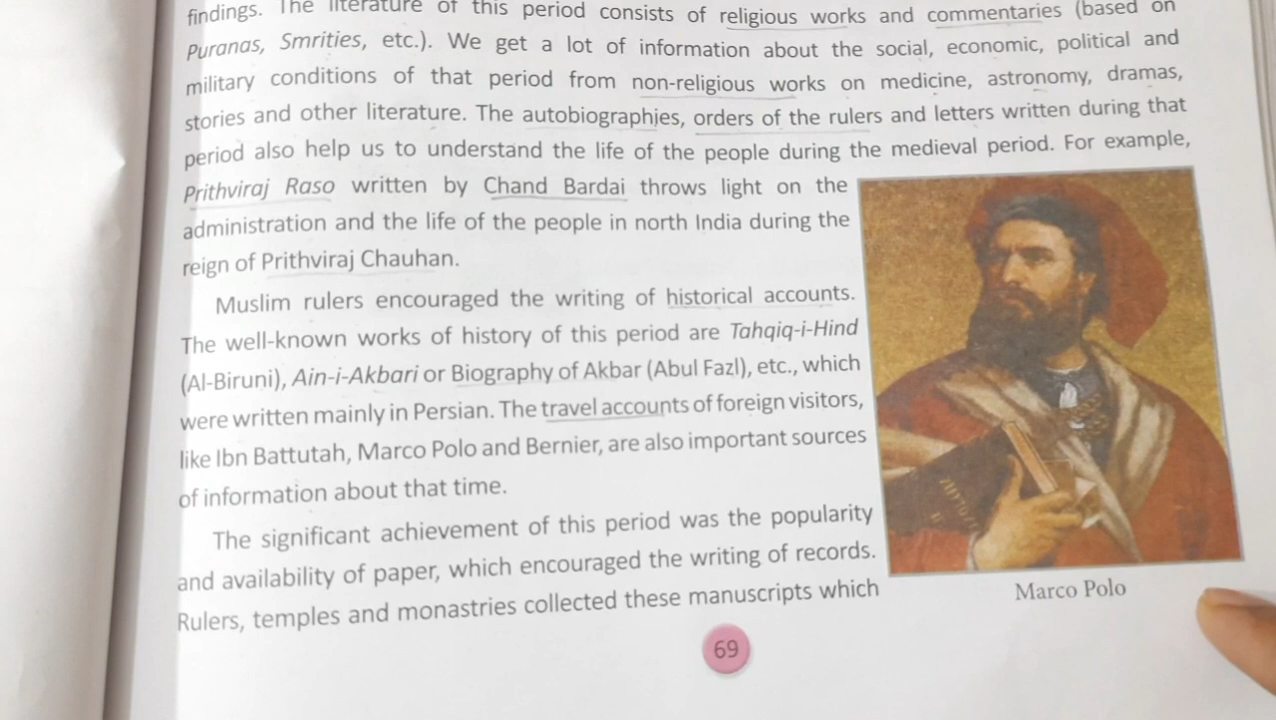 findings. The literature of this period consists of religious works and commentaries (based on
Puranas, Smrities, etc.). We get a lot of information about the social, economic, political and
military conditions of that period from non-religious works on medicine, astronomy, dramas,
stories and other literature. The autobiographies, orders of the rulers and letters written during that
period also help us to understand the life of the people during the medieval period. For example,
Prithviraj Raso written by Chand Bardai throws light on the
administration and the life of the people in north India during the
reign of Prithviraj Chauhan.
Muslim rulers encouraged the writing of historical accounts.
The well-known works of history of this period are Tahqiq-i-Hind
(Al-Biruni), Ain-i-Akbari or Biography of Akbar (Abul Fazl), etc., which
were written mainly in Persian. The travel accounts of foreign visitors,
like Ibn Battutah, Marco Polo and Bernier, are also important sources
of information about that time.
The significant achievement of this period was the popularity
and availability of paper, which encouraged the writing of records.
Rulers, temples and monastries collected these manuscripts which
Marco Polo
69